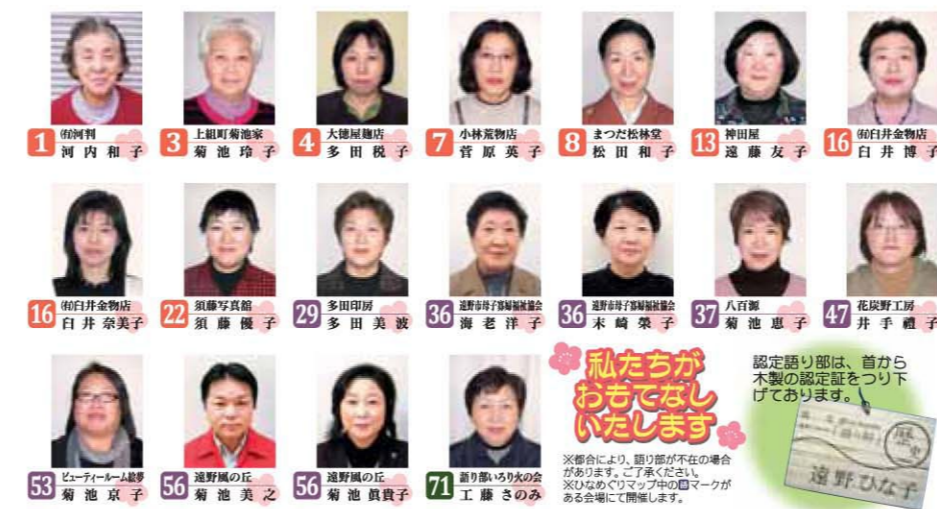 1 ㈲河判
河内和子
3 上組町菊池家
菊池玲子
4 大徳屋麹店
多田税子
7 小林荒物店
菅原英子
8 まつだ松林堂
松田和子
13 神田屋
遠藤友子
16 ㈲臼井金物店
臼井博子
16 ㈲臼井金物店
臼井奈美子
22 須藤写真館
須藤優子
29 多田印房
多田美波
36 遠野市母子寡婦福祉協会
海老洋子
36 遠野市母子寡婦福祉協会
末崎榮子
37 八百源
菊池恵子
47 花炭野工房
井手禮子
53 ビューティールーム絵夢
菊池京子
56 遠野風の丘
菊池美之
56 遠野風の丘
菊池眞貴子
71 語り部いろり火の会
工藤さのみ
私たちが
おもてなし
いたします
※都合により、語り部が不在の場合
があります。ご了承ください。
※ひなめぐりマップ中の マークが
ある会場にて開催します。
認定語り部は、首から
木製の認定証をつり下
げております。
語り部
歴史
遠野ひな子